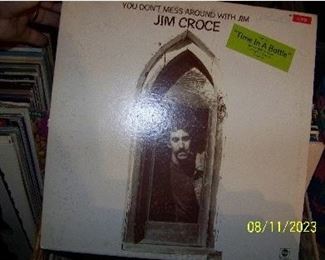 YOU DON'T MESS AROUND WITH JIM
JIM CROCE
"Time In A Bottle"
08/11/2023